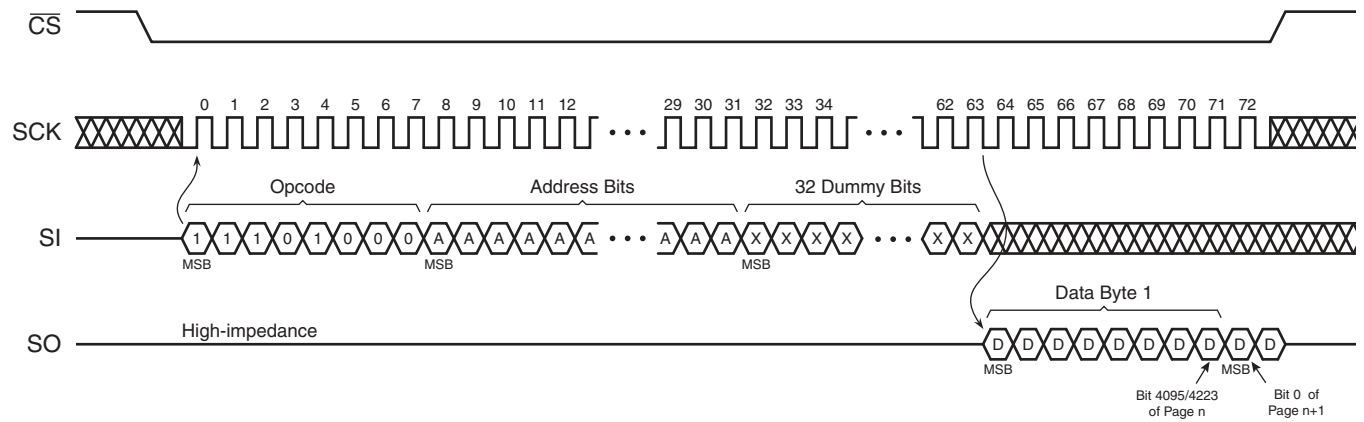 CS
0 1 2 3 4 5 6 7 8 9 10 11 12 29 30 31 32 33 34 62 63 64 65 66 67 68 69 70 71 72
SCK
Opcode Address Bits 32 Dummy Bits
SI 1 1 1 0 1 0 0 0 A A A A A A A A A X X X X X X
MSB MSB MSB
Data Byte 1
High-impedance
SO D D D D D D D D D D
MSB MSB
Bit 4095/4223
of Page n
Bit 0 of
Page n+1